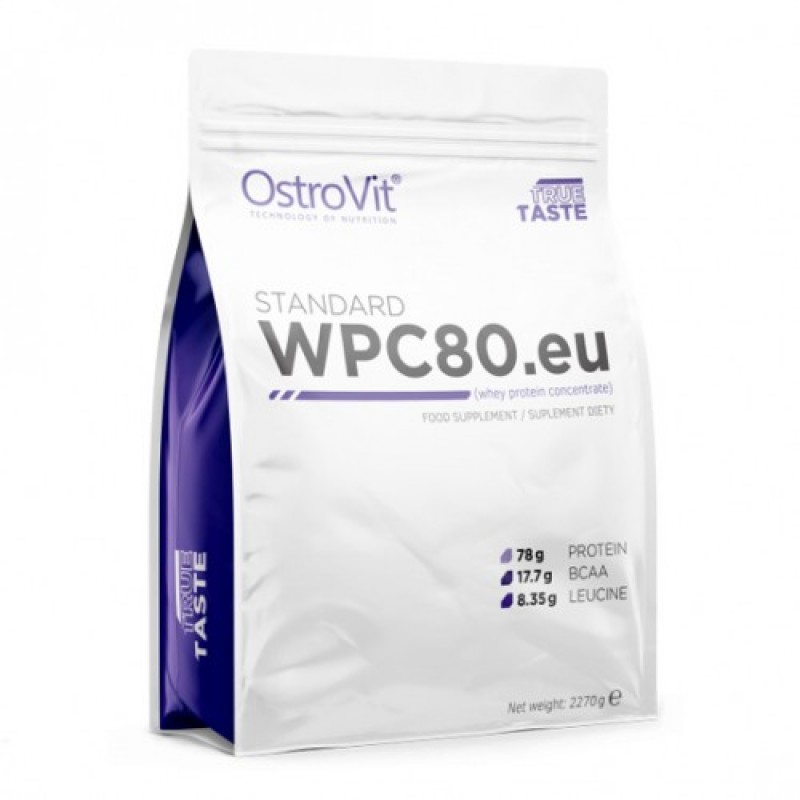 OstroVit®
TECHNOLOGY OF NUTRITION
TRUE
TASTE
STANDARD
WPC80.eu
(whey protein concentrate)
FOOD SUPPLEMENT / SUPLEMENT DIETY
78g PROTEIN
17.7g BCAA
8.35g LEUCINE
TRUE
TASTE
Net weight: 2270g ℮